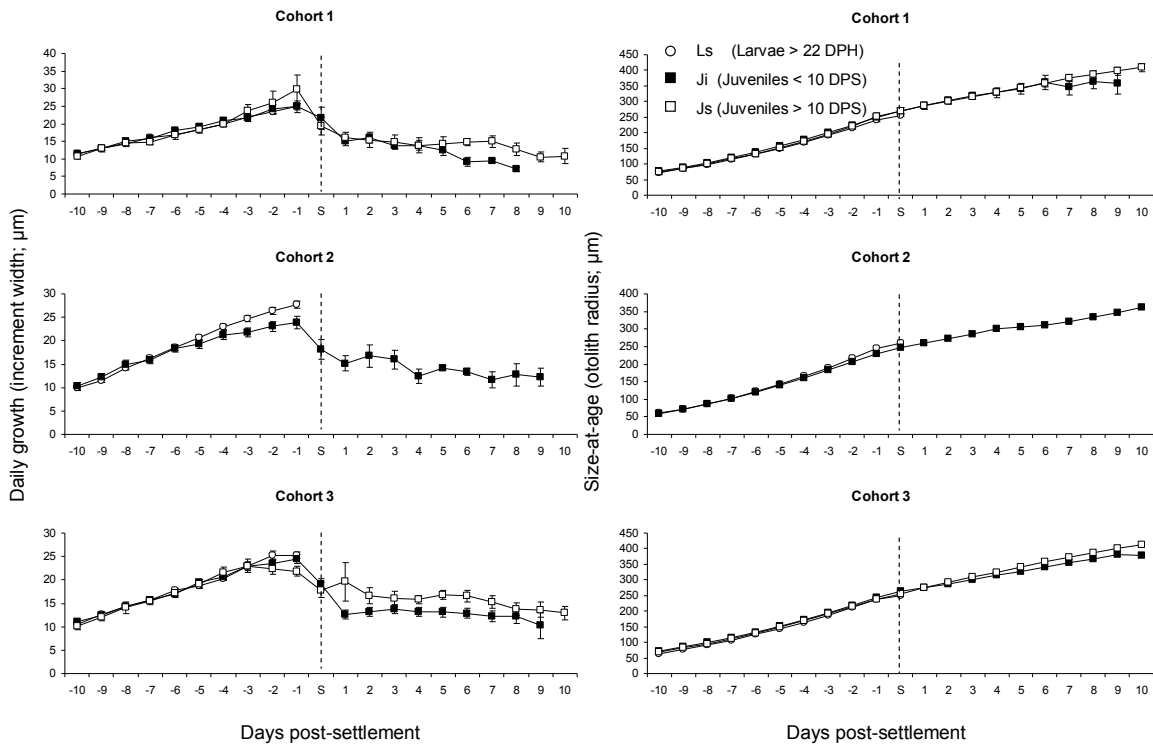 Cohort 1
40
35
30
25
20
15
10
5
0
-10 -9 -8 -7 -6 -5 -4 -3 -2 -1 S 1 2 3 4 5 6 7 8 9 10
Cohort 2
30
25
20
15
10
5
0
-10 -9 -8 -7 -6 -5 -4 -3 -2 -1 S 1 2 3 4 5 6 7 8 9 10
Cohort 3
30
25
20
15
10
5
0
-10 -9 -8 -7 -6 -5 -4 -3 -2 -1 S 1 2 3 4 5 6 7 8 9 10
Daily growth (increment width; µm)
Days post-settlement
Cohort 1
Ls (Larvae > 22 DPH)
Ji (Juveniles < 10 DPS)
Js (Juveniles > 10 DPS)
450
400
350
300
250
200
150
100
50
0
-10 -9 -8 -7 -6 -5 -4 -3 -2 -1 S 1 2 3 4 5 6 7 8 9 10
Cohort 2
400
350
300
250
200
150
100
50
0
-10 -9 -8 -7 -6 -5 -4 -3 -2 -1 S 1 2 3 4 5 6 7 8 9 10
Cohort 3
450
400
350
300
250
200
150
100
50
0
-10 -9 -8 -7 -6 -5 -4 -3 -2 -1 S 1 2 3 4 5 6 7 8 9 10
Size-at-age (otolith radius; µm)
Days post-settlement